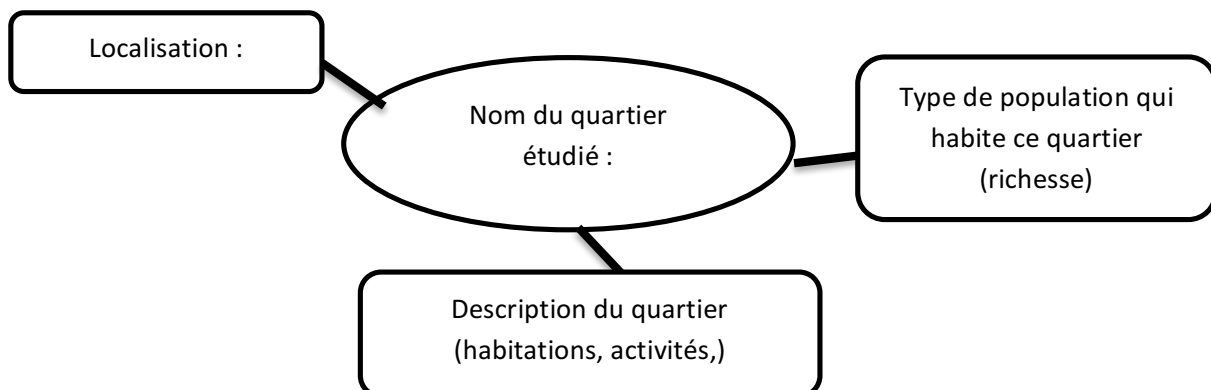 Localisation :
Nom du quartier
étudié :
Type de population qui
habite ce quartier
(richesse)
Description du quartier
(habitations, activités,)